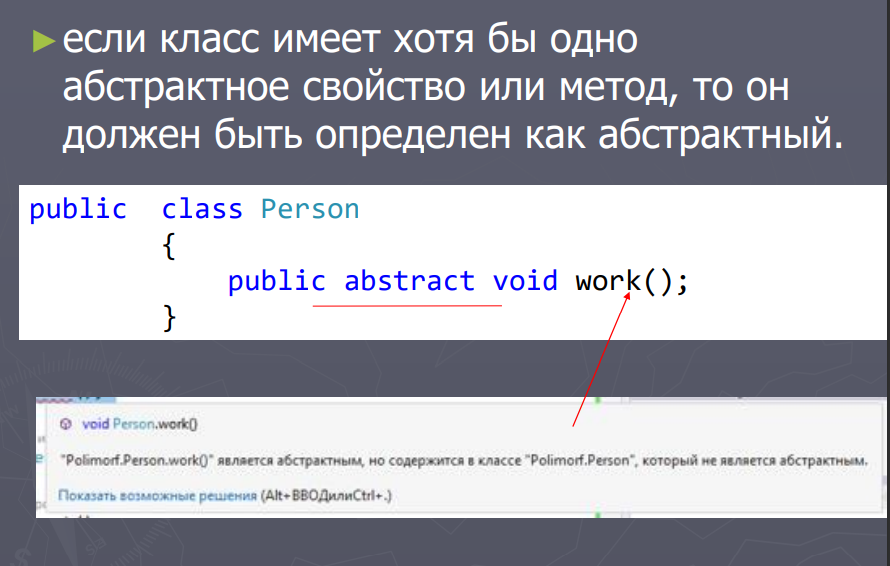 ►если класс имеет хотя бы одно
абстрактное свойство или метод, то он
должен быть определен как абстрактный.
public class Person
{
public abstract void work();
}
void Person.work()
"Polimorf.Person.work()" является абстрактным, но содержится в классе "Polimorf.Person", который не является абстрактным.
Показать возможные решения (Alt+ВВОДилиCtrl+.)